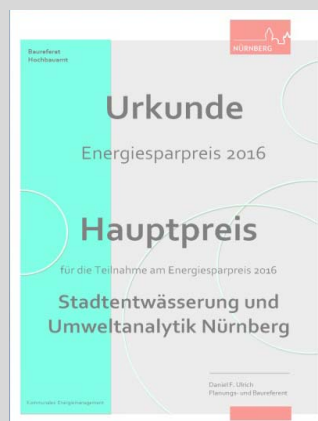 Baureferat
Hochbauamt
NÜRNBERG
Urkunde
Energiesparpreis 2016
Hauptpreis
für die Teilnahme am Energiesparpreis 2016
Stadtentwässerung und
Umweltanalytik Nürnberg
Daniel F. Ulrich
Planungs- und Baureferent
Kommunales Energiemanagement